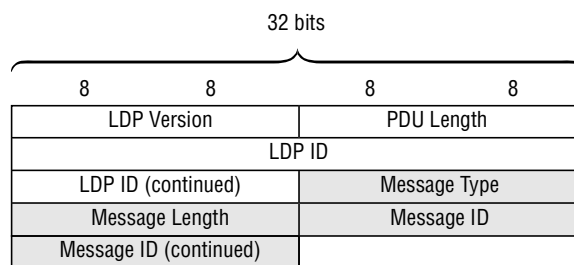 32 bits
8 8 8 8
LDP Version PDU Length
LDP ID
LDP ID (continued) Message Type
Message Length Message ID
Message ID (continued)